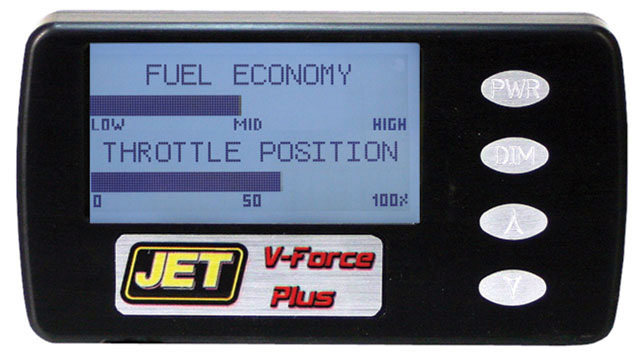 FUEL ECONOMY
LOW MID HIGH
THROTTLE POSITION
0 50 100%
PWR
DIM
JET V-Force
Plus